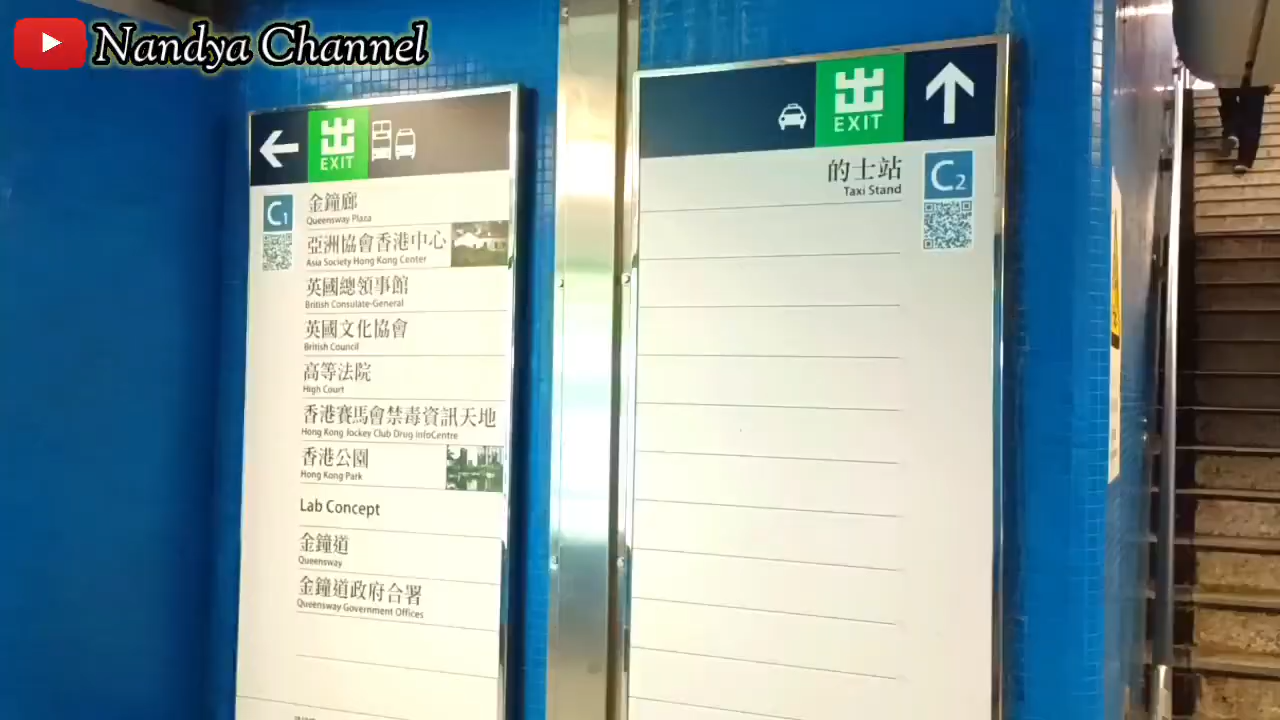 Nandya Channel
出
EXIT
C1
金鐘廊
Queensway Plaza
亞洲協會香港中心
Asia Society Hong Kong Center
英國總領事館
British Consulate-General
英國文化協會
British Council
高等法院
High Court
香港賽馬會禁毒資訊天地
Hong Kong Jockey Club Drug InfoCentre
香港公園
Hong Kong Park
Lab Concept
金鐘道
Queensway
金鐘道政府合署
Queensway Government Offices
出
EXIT
的士站
Taxi Stand
C2